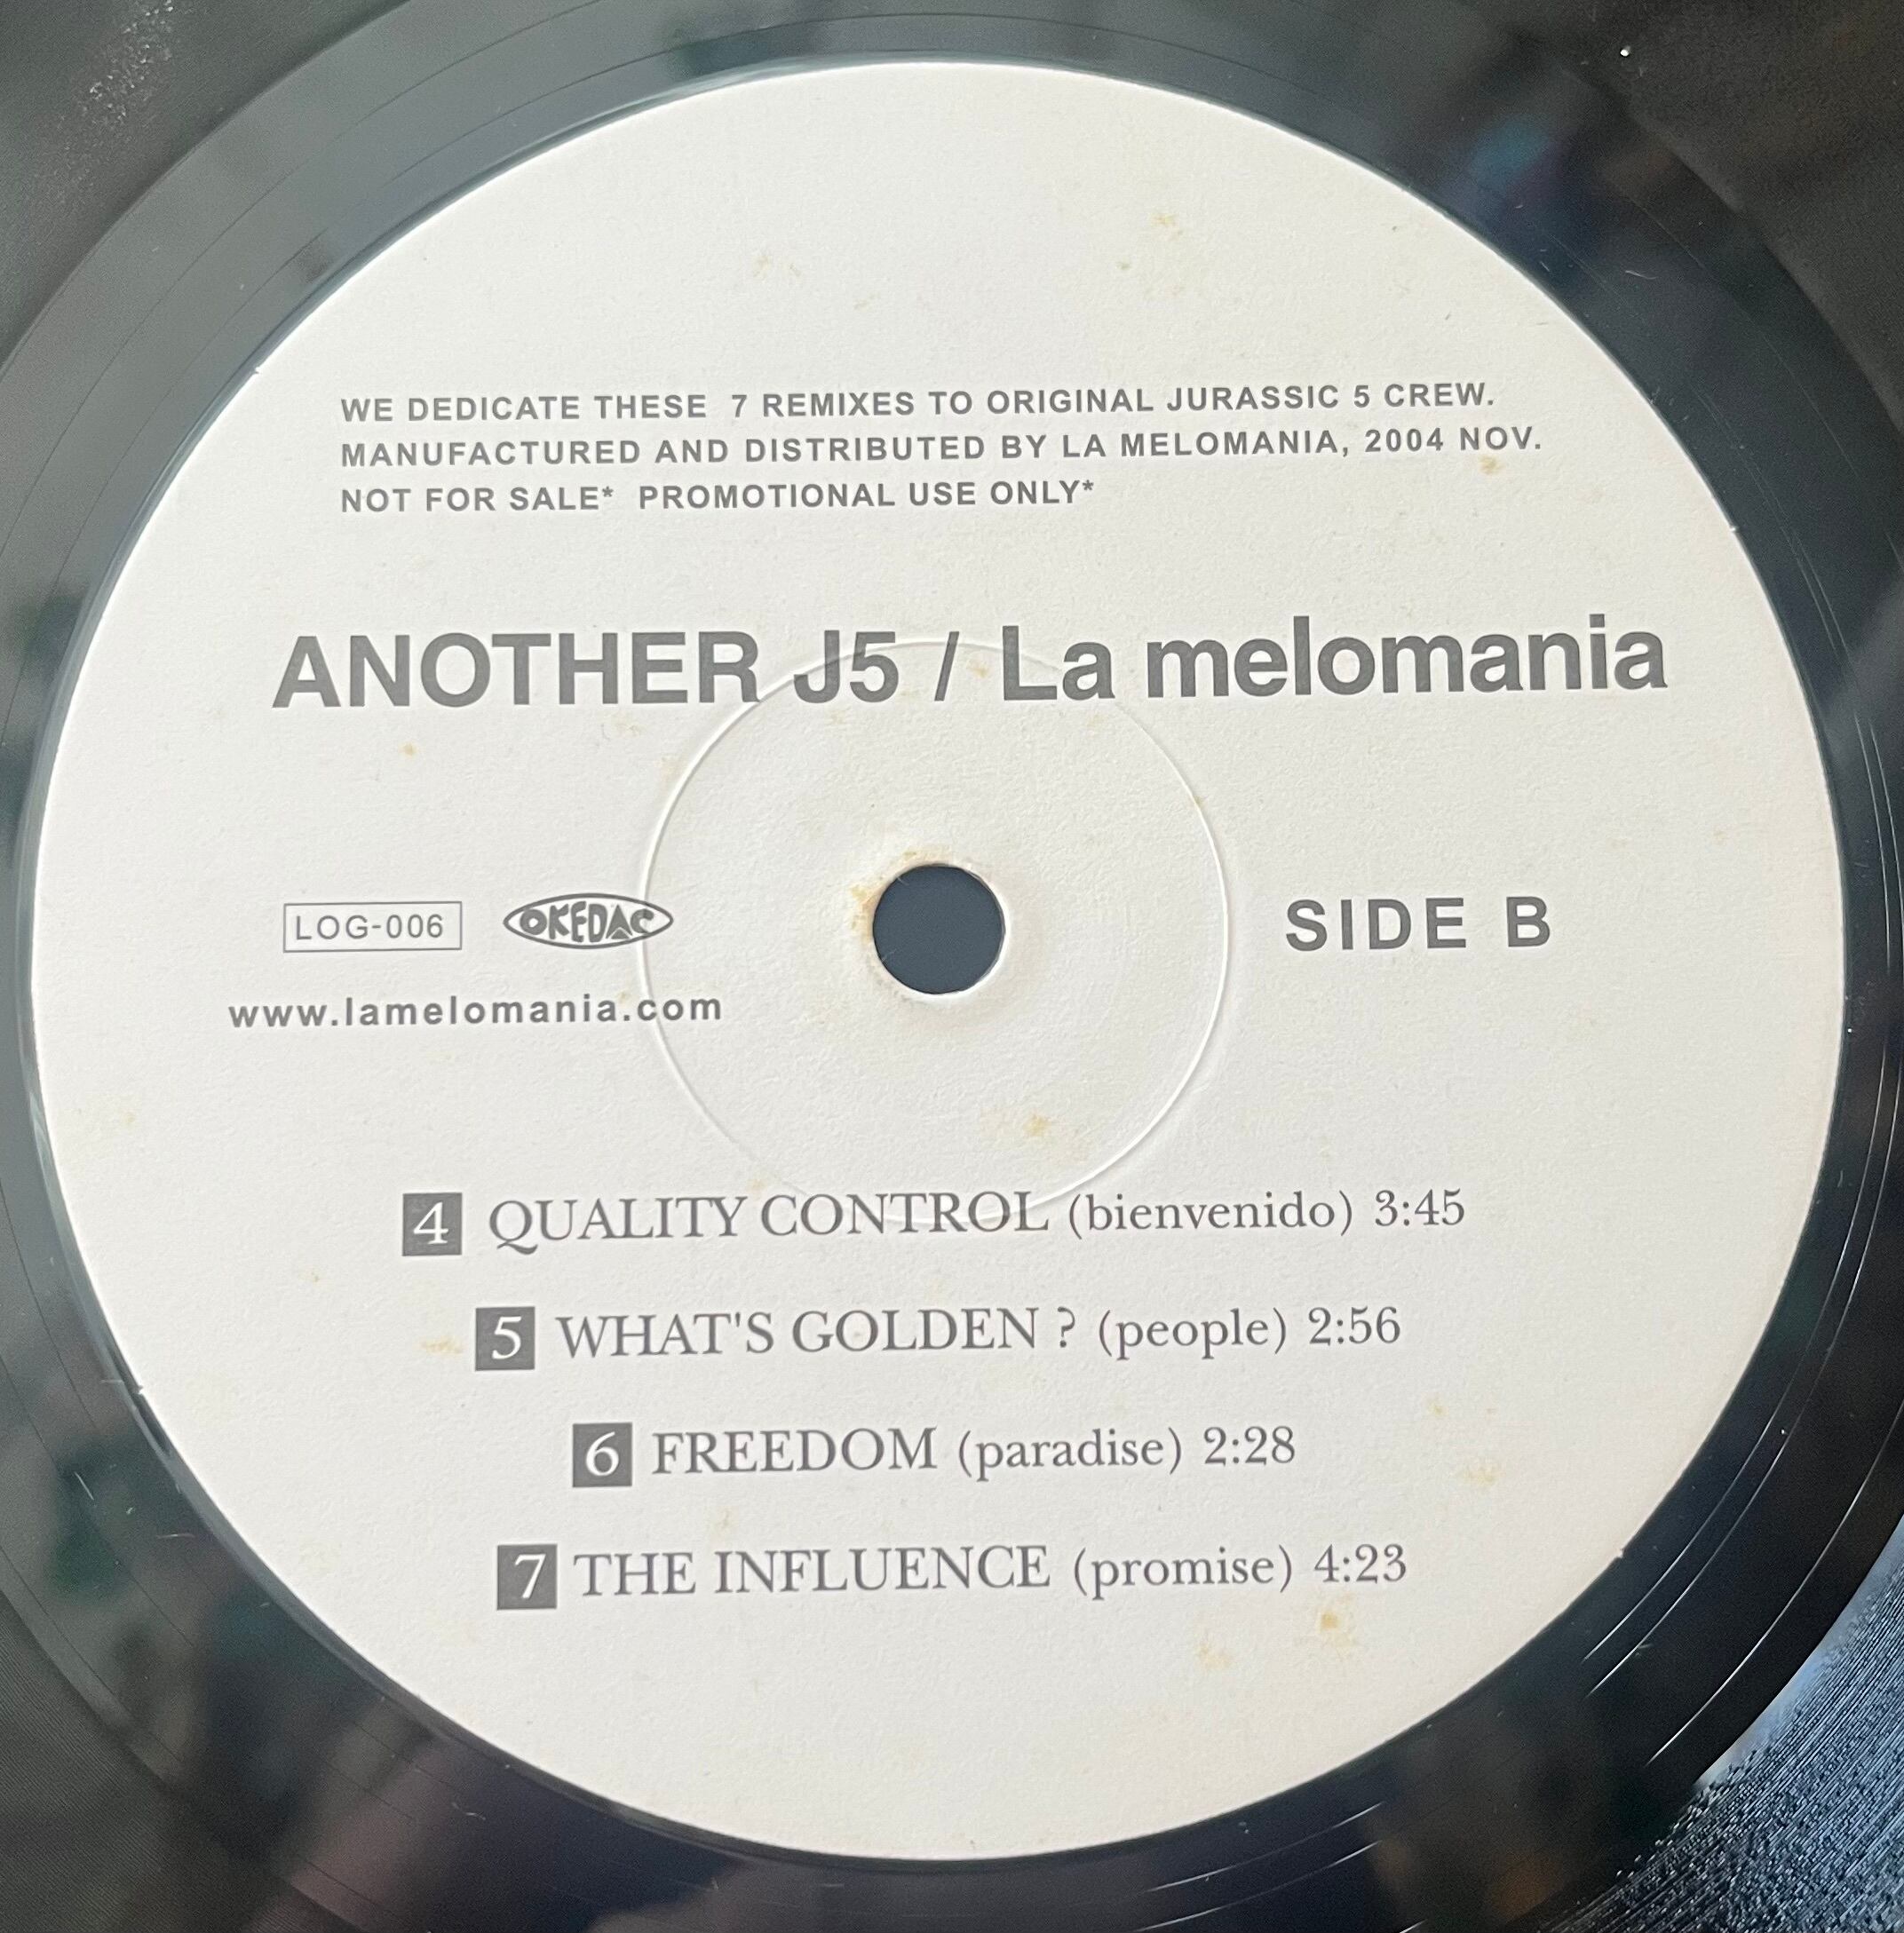 WE DEDICATE THESE 7 REMIXES TO ORIGINAL JURASSIC 5 CREW.
MANUFACTURED AND DISTRIBUTED BY LA MELOMANIA, 2004 NOV.
NOT FOR SALE* PROMOTIONAL USE ONLY*
ANOTHER J5 / La melomania
LOG-006 OKEDAC
SIDE B
www.lamelomania.com
4 QUALITY CONTROL (bienvenido) 3:45
5 WHAT'S GOLDEN ? (people) 2:56
6 FREEDOM (paradise) 2:28
7 THE INFLUENCE (promise) 4:23